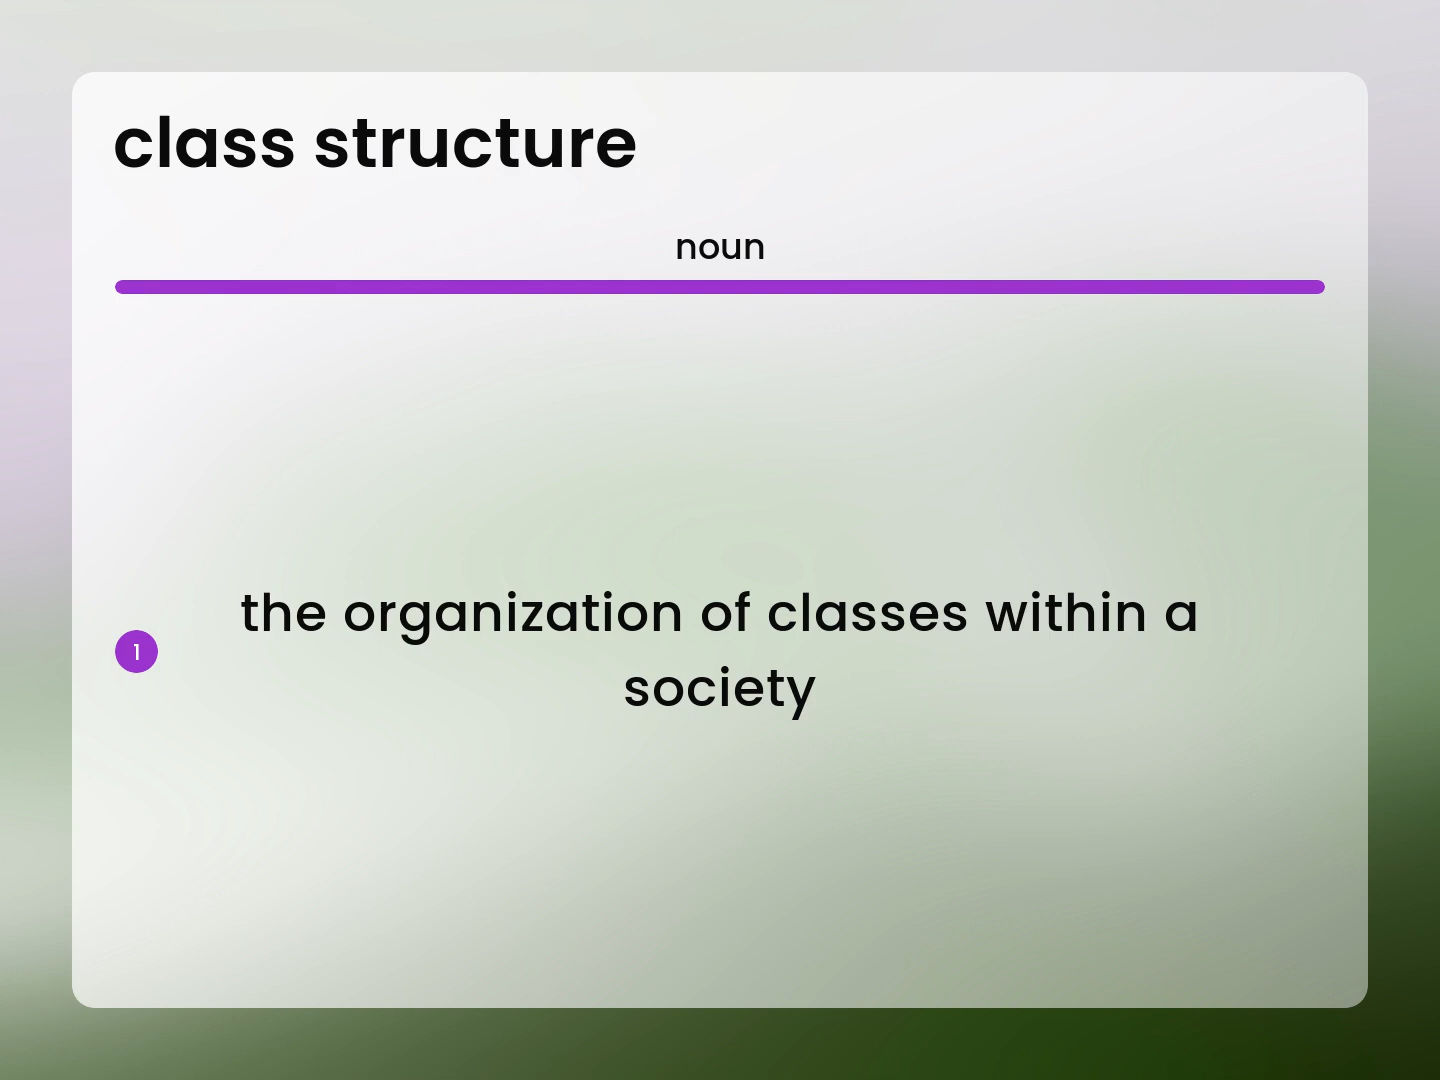 class structure
noun
1
the organization of classes within a
society